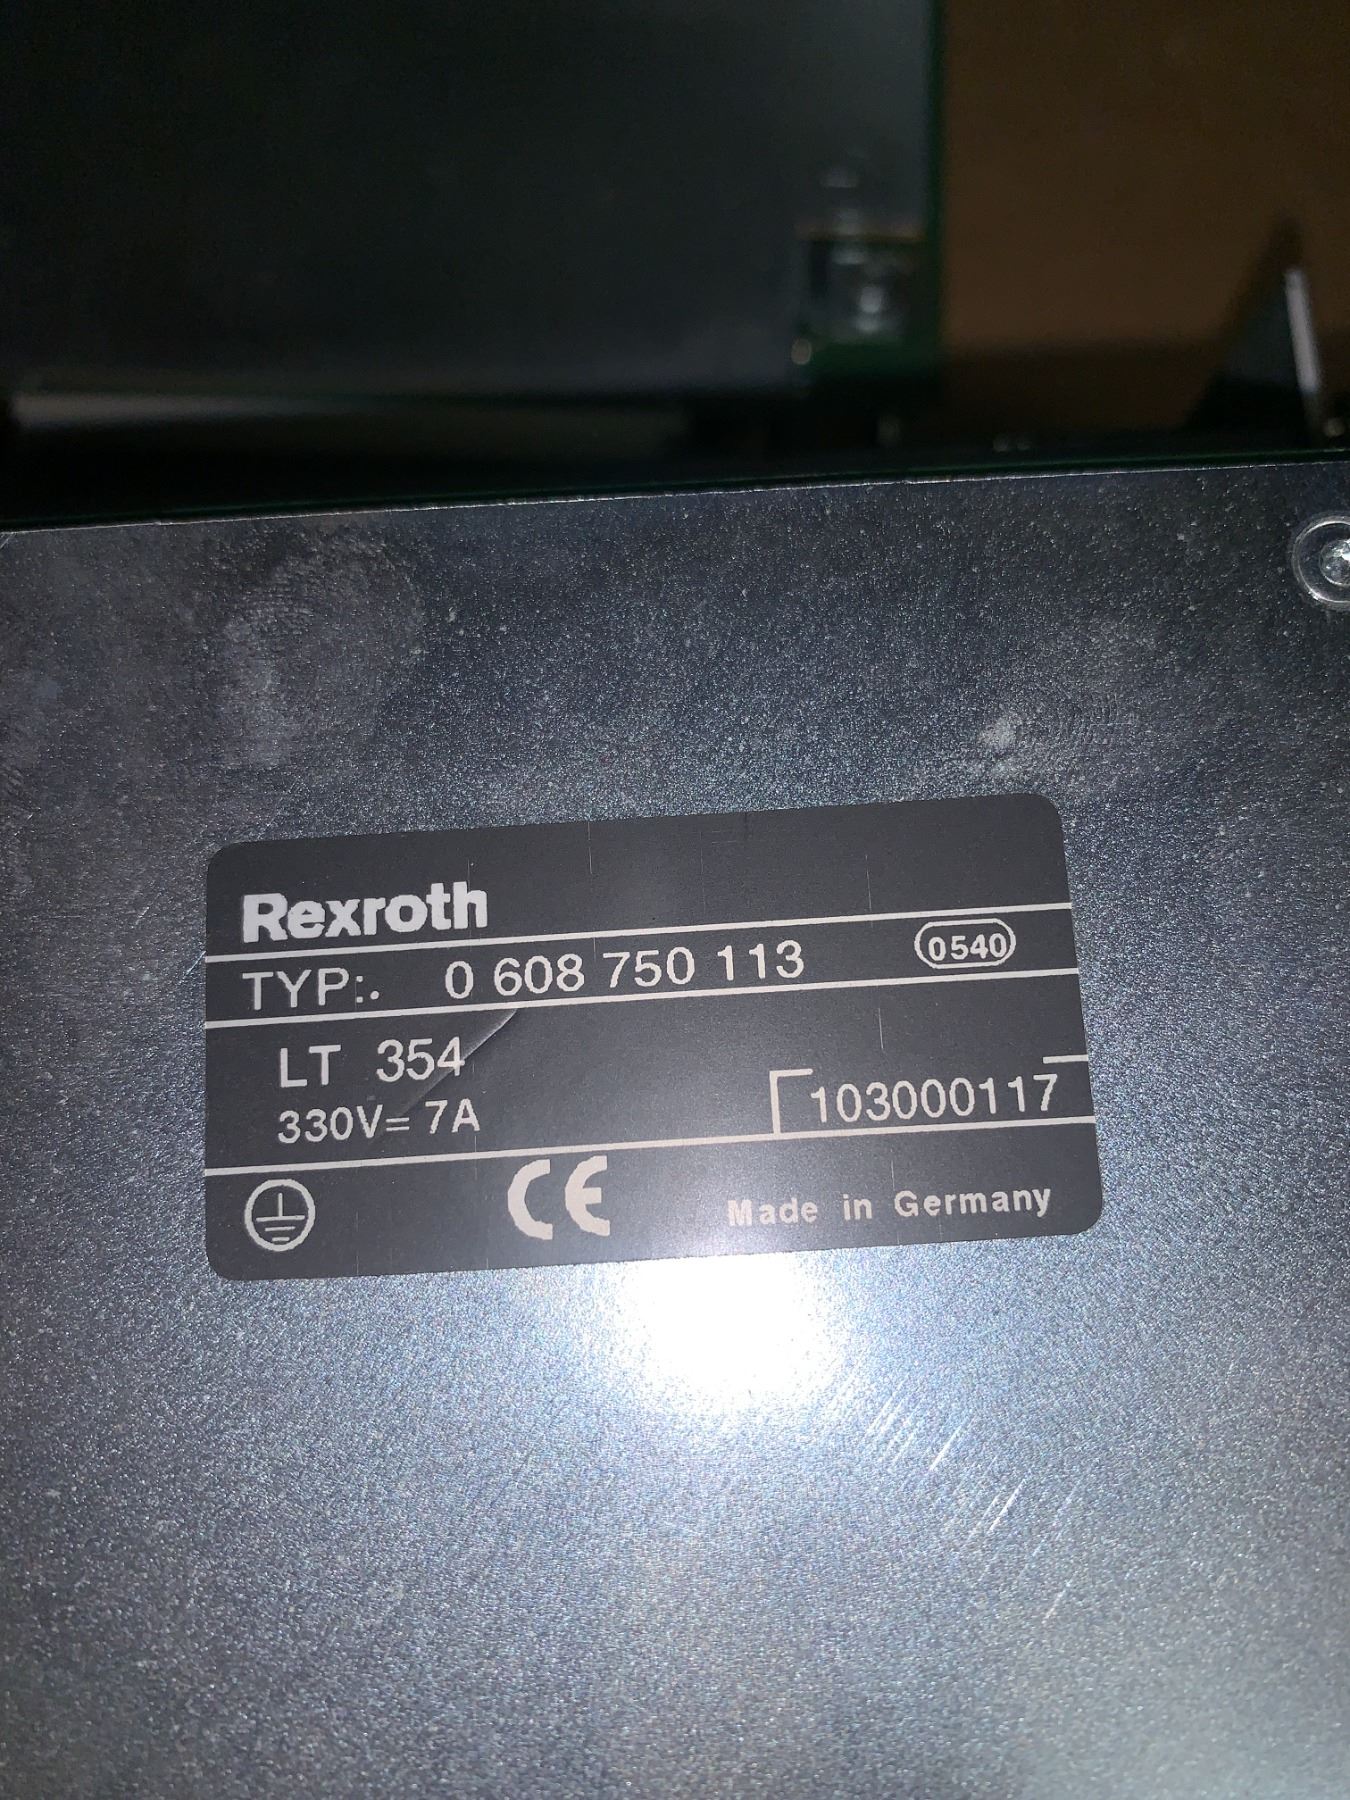 Rexroth
TYP:. 0 608 750 113 0540
LT 354
330V= 7A 103000117
CE Made in Germany